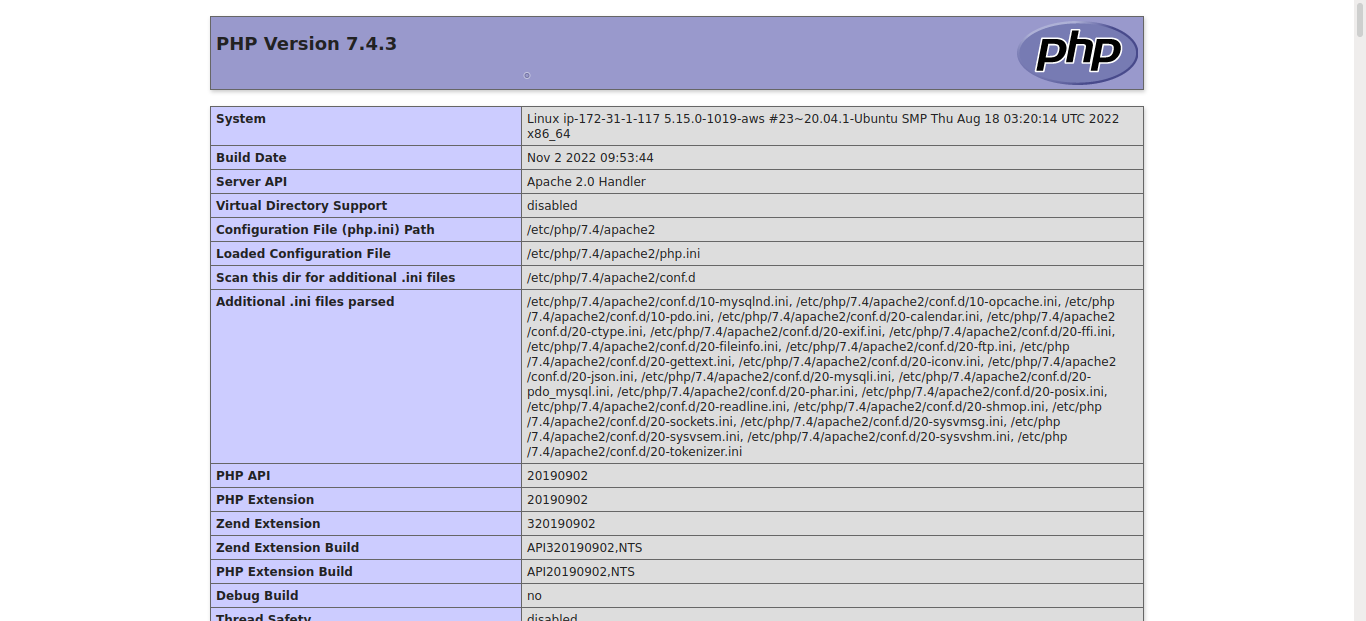 PHP Version 7.4.3
php
System
Linux ip-172-31-1-117 5.15.0-1019-aws #23~20.04.1-Ubuntu SMP Thu Aug 18 03:20:14 UTC 2022
x86_64
Build Date
Nov 2 2022 09:53:44
Server API
Apache 2.0 Handler
Virtual Directory Support
disabled
Configuration File (php.ini) Path
/etc/php/7.4/apache2
Loaded Configuration File
/etc/php/7.4/apache2/php.ini
Scan this dir for additional .ini files
/etc/php/7.4/apache2/conf.d
Additional .ini files parsed
/etc/php/7.4/apache2/conf.d/10-mysqlnd.ini, /etc/php/7.4/apache2/conf.d/10-opcache.ini, /etc/php
/7.4/apache2/conf.d/10-pdo.ini, /etc/php/7.4/apache2/conf.d/20-calendar.ini, /etc/php/7.4/apache2
/conf.d/20-ctype.ini, /etc/php/7.4/apache2/conf.d/20-exif.ini, /etc/php/7.4/apache2/conf.d/20-ffi.ini,
/etc/php/7.4/apache2/conf.d/20-fileinfo.ini, /etc/php/7.4/apache2/conf.d/20-ftp.ini, /etc/php
/7.4/apache2/conf.d/20-gettext.ini, /etc/php/7.4/apache2/conf.d/20-iconv.ini, /etc/php/7.4/apache2
/conf.d/20-json.ini, /etc/php/7.4/apache2/conf.d/20-mysqli.ini, /etc/php/7.4/apache2/conf.d/20-
pdo_mysql.ini, /etc/php/7.4/apache2/conf.d/20-phar.ini, /etc/php/7.4/apache2/conf.d/20-posix.ini,
/etc/php/7.4/apache2/conf.d/20-readline.ini, /etc/php/7.4/apache2/conf.d/20-shmop.ini, /etc/php
/7.4/apache2/conf.d/20-sockets.ini, /etc/php/7.4/apache2/conf.d/20-sysvmsg.ini, /etc/php
/7.4/apache2/conf.d/20-sysvsem.ini, /etc/php/7.4/apache2/conf.d/20-sysvshm.ini, /etc/php
/7.4/apache2/conf.d/20-tokenizer.ini
PHP API
20190902
PHP Extension
20190902
Zend Extension
320190902
Zend Extension Build
API320190902,NTS
PHP Extension Build
API20190902,NTS
Debug Build
no
Thread Safety
disabled